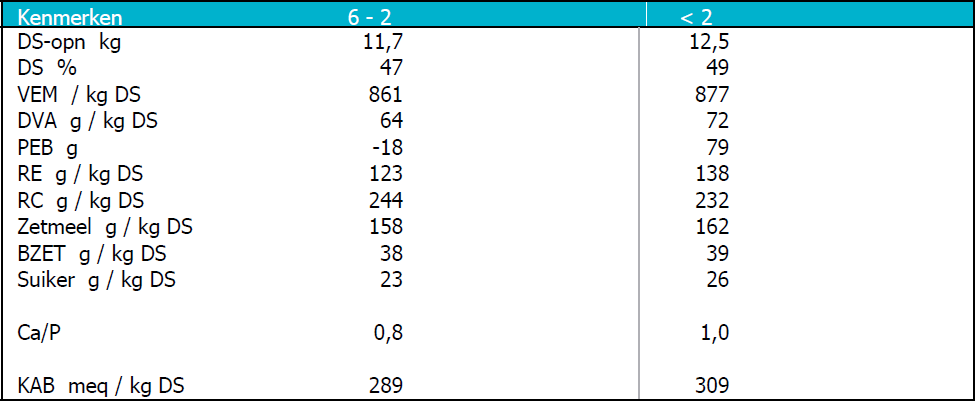 Kenmerken 6 - 2 < 2
DS-opn kg 11,7 12,5
DS % 47 49
VEM / kg DS 861 877
DVA g / kg DS 64 72
PEB g -18 79
RE g / kg DS 123 138
RC g / kg DS 244 232
Zetmeel g / kg DS 158 162
BZET g / kg DS 38 39
Suiker g / kg DS 23 26
Ca/P 0,8 1,0
KAB meq / kg DS 289 309